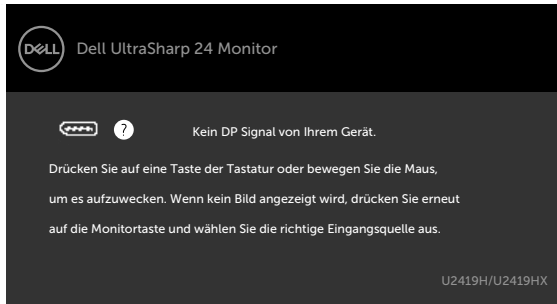 DELL
Dell UltraSharp 24 Monitor
?
Kein DP Signal von Ihrem Gerät.
Drücken Sie auf eine Taste der Tastatur oder bewegen Sie die Maus,
um es aufzuwecken. Wenn kein Bild angezeigt wird, drücken Sie erneut
auf die Monitortaste und wählen Sie die richtige Eingangsquelle aus.
U2419H/U2419HX